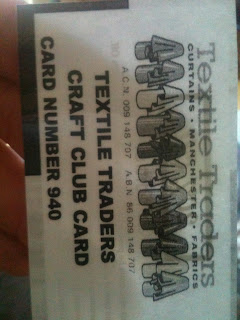 Textile Traders
CURTAINS • MANCHESTER • FABRICS
A.C.N. 009 148 707 A.B.N. 86 009 148 707
TEXTILE TRADERS
CRAFT CLUB CARD
CARD NUMBER 940